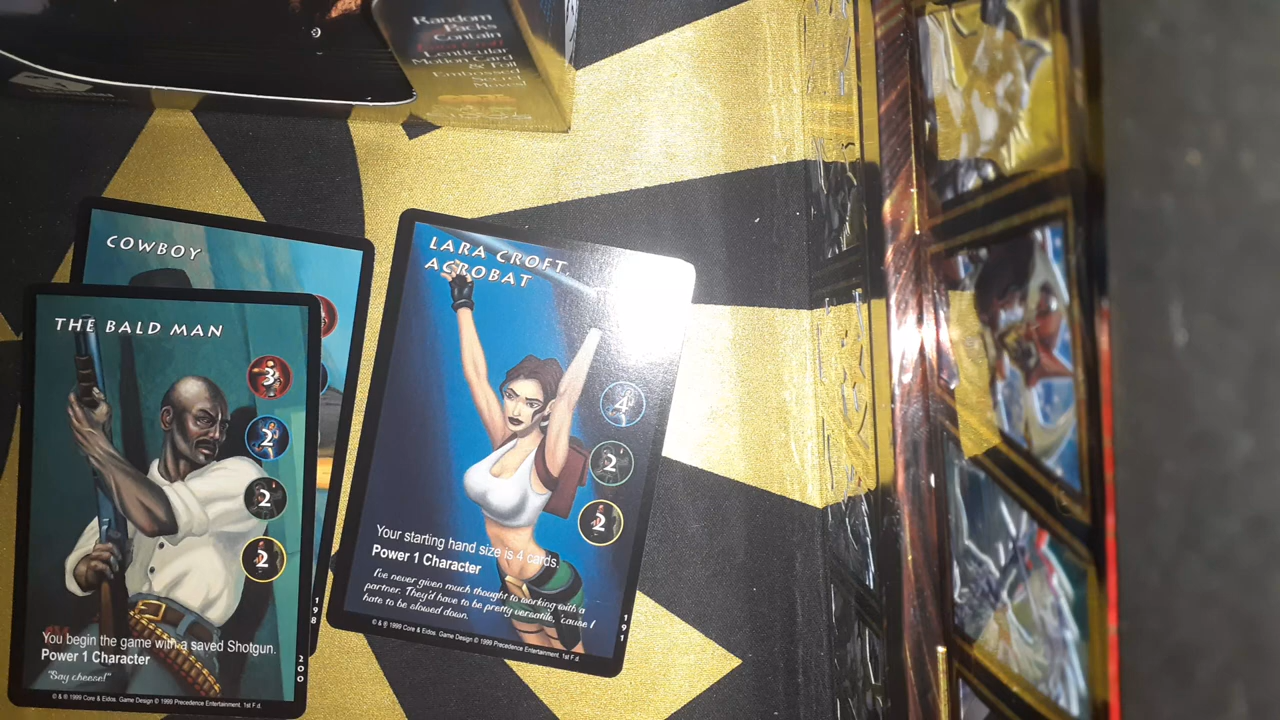 Random
Packs
Contain
Lenticular
Motion Card
& Foil
Embossed
Secret
Moves!
COWBOY
198
THE BALD MAN
3
2
2
2
You begin the game with a saved Shotgun.
Power 1 Character
"Say cheese!"
© & ® 1999 Core & Eidos. Game Design © 1999 Precedence Entertainment. 1st F.d.
200
LARA CROFT,
ACROBAT
4
2
2
Your starting hand size is 4 cards.
Power 1 Character
I've never given much thought to working with a
partner. They'd have to be pretty versatile, 'cause I
hate to be slowed down.
© & ® 1999 Core & Eidos. Game Design © 1999 Precedence Entertainment. 1st F.d.
191